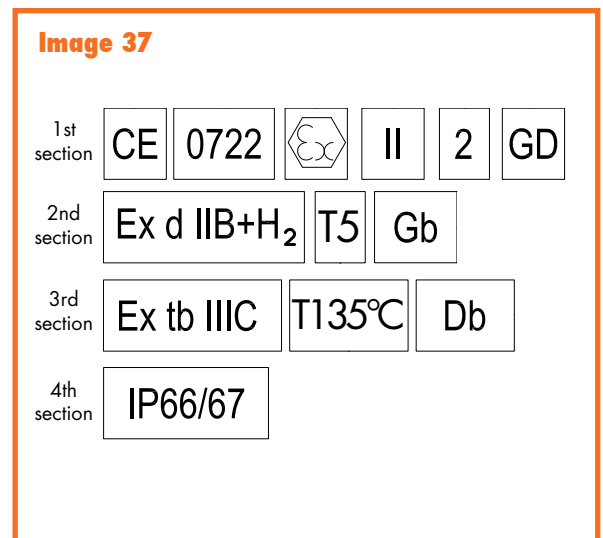 Image 37
1st section CE 0722 Ex II 2 GD
2nd section Ex d IIB+H₂ T5 Gb
3rd section Ex tb IIIC T135°C Db
4th section IP66/67